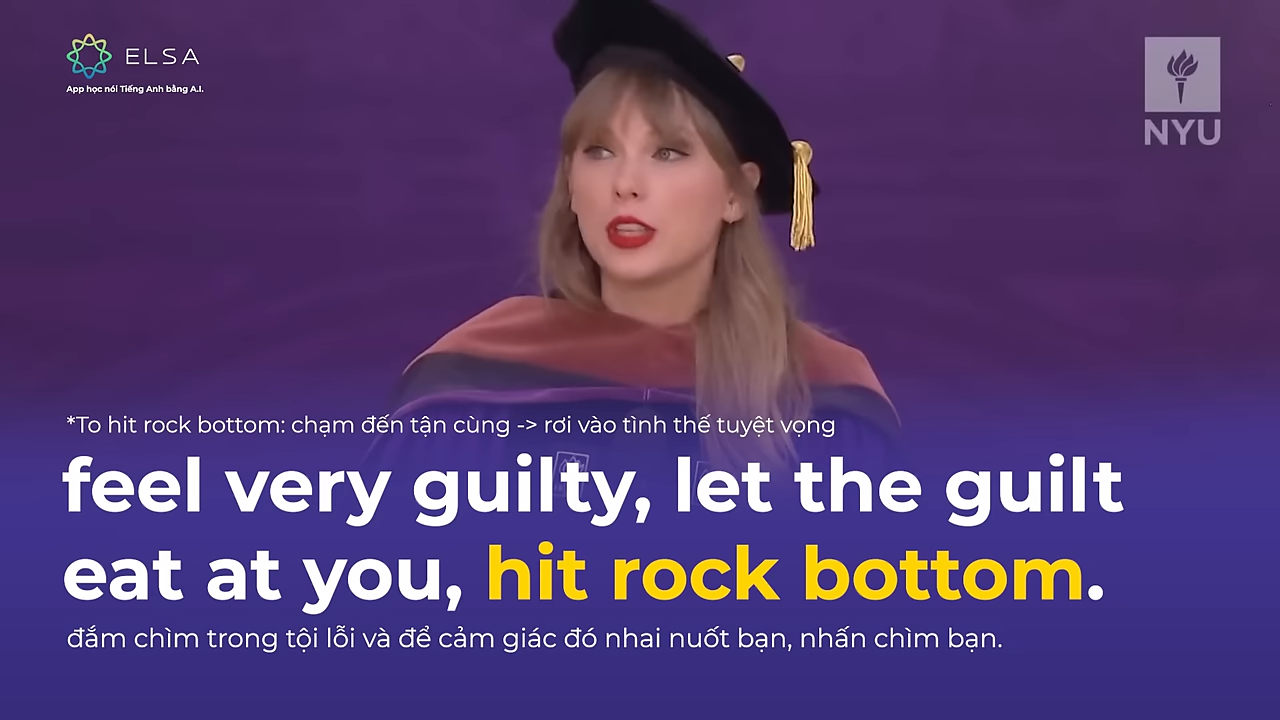 ELSA
App học nói Tiếng Anh bằng A.I.
NYU
*To hit rock bottom: chạm đến tận cùng -> rơi vào tình thế tuyệt vọng
feel very guilty, let the guilt
eat at you, hit rock bottom.
đắm chìm trong tội lỗi và để cảm giác đó nhai nuốt bạn, nhấn chìm bạn.